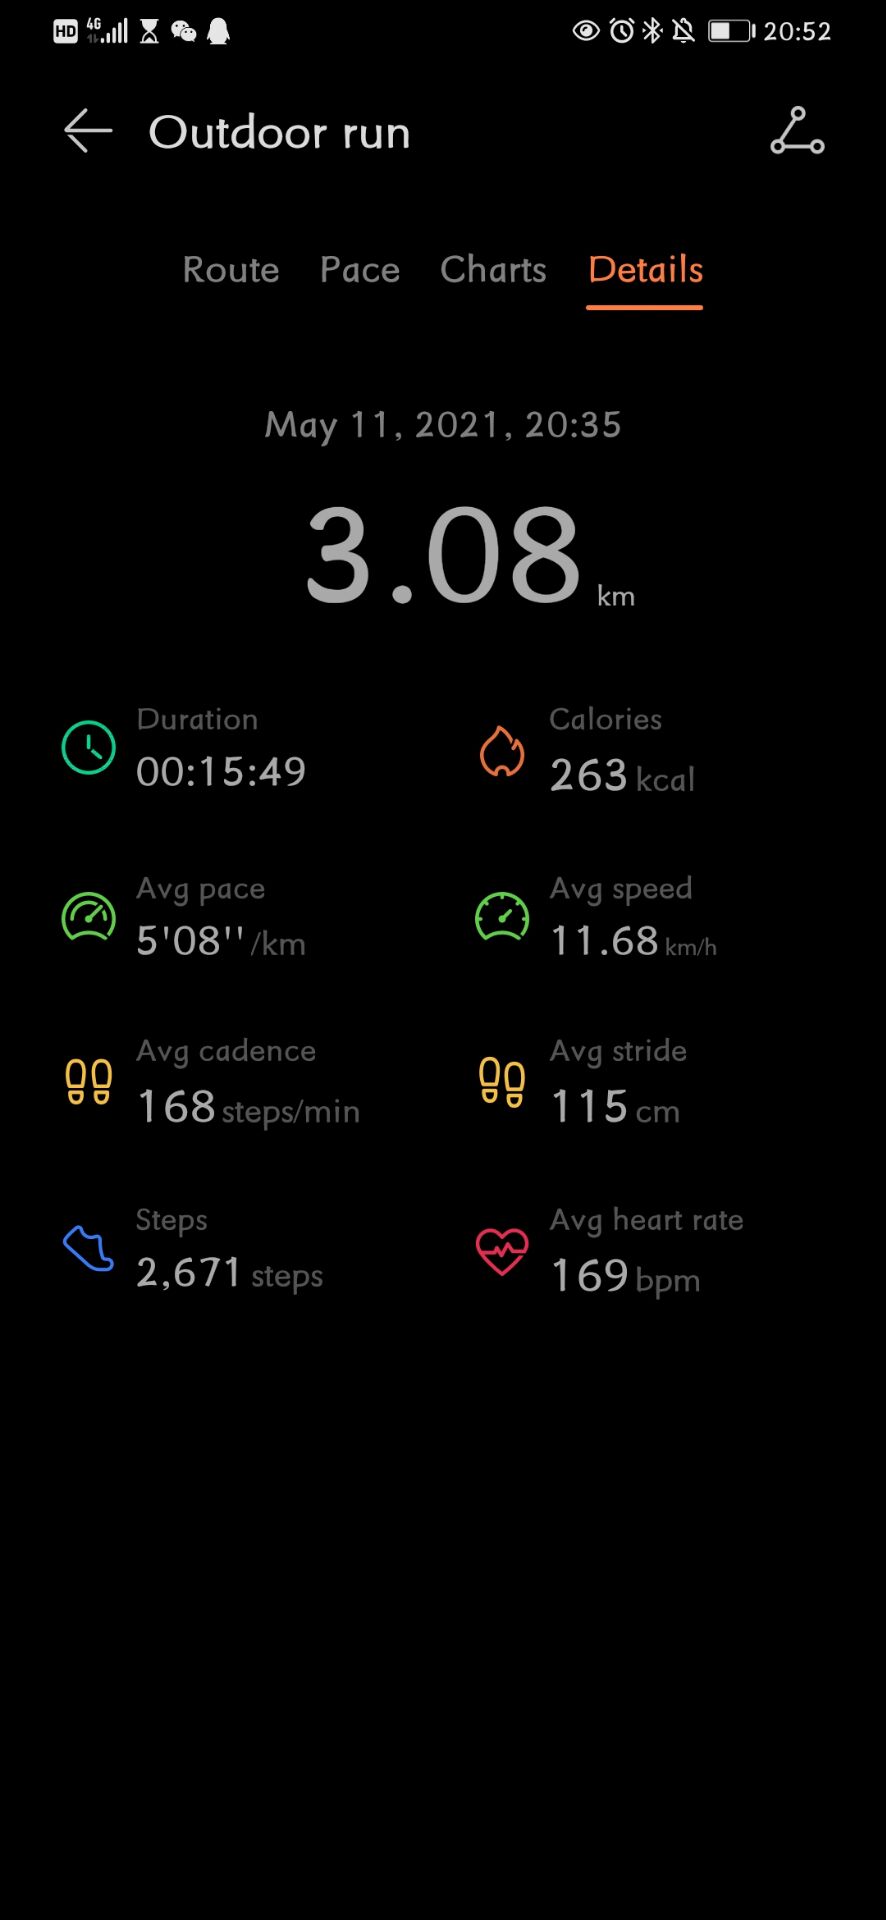 HD 4G 20:52
Outdoor run
Route Pace Charts Details
May 11, 2021, 20:35
3.08 km
Duration Calories
00:15:49 263 kcal
Avg pace Avg speed
5'08''/km 11.68 km/h
Avg cadence Avg stride
168 steps/min 115 cm
Steps Avg heart rate
2,671 steps 169 bpm